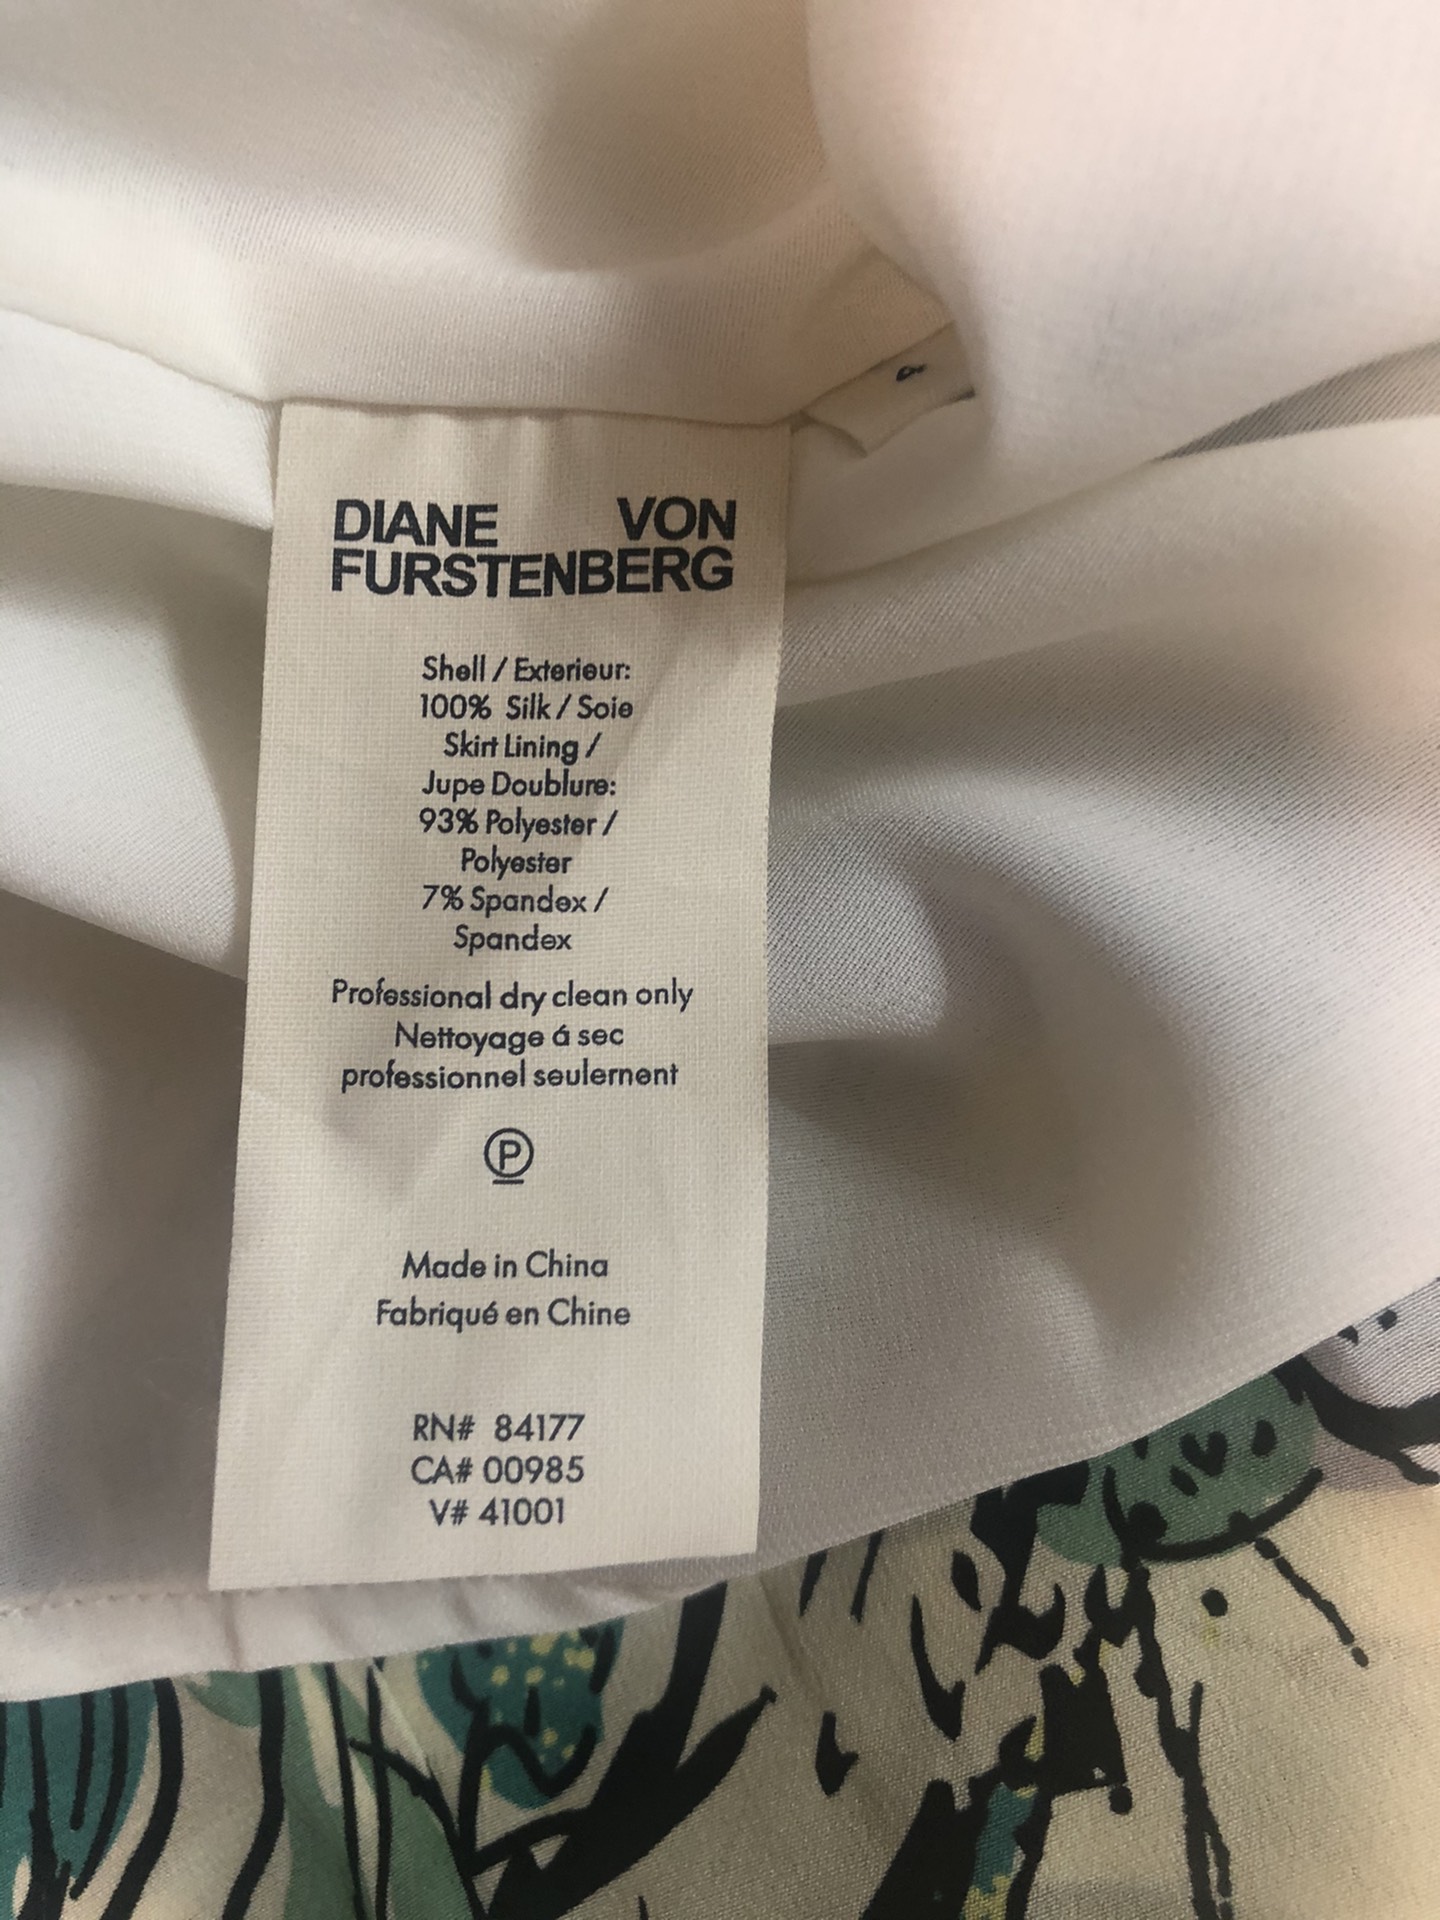 DIANE VON
FURSTENBERG
Shell / Exterieur:
100% Silk / Soie
Skirt Lining /
Jupe Doublure:
93% Polyester /
Polyester
7% Spandex /
Spandex
Professional dry clean only
Nettoyage á sec
professionnel seulement
P
Made in China
Fabriqué en Chine
RN# 84177
CA# 00985
V# 41001